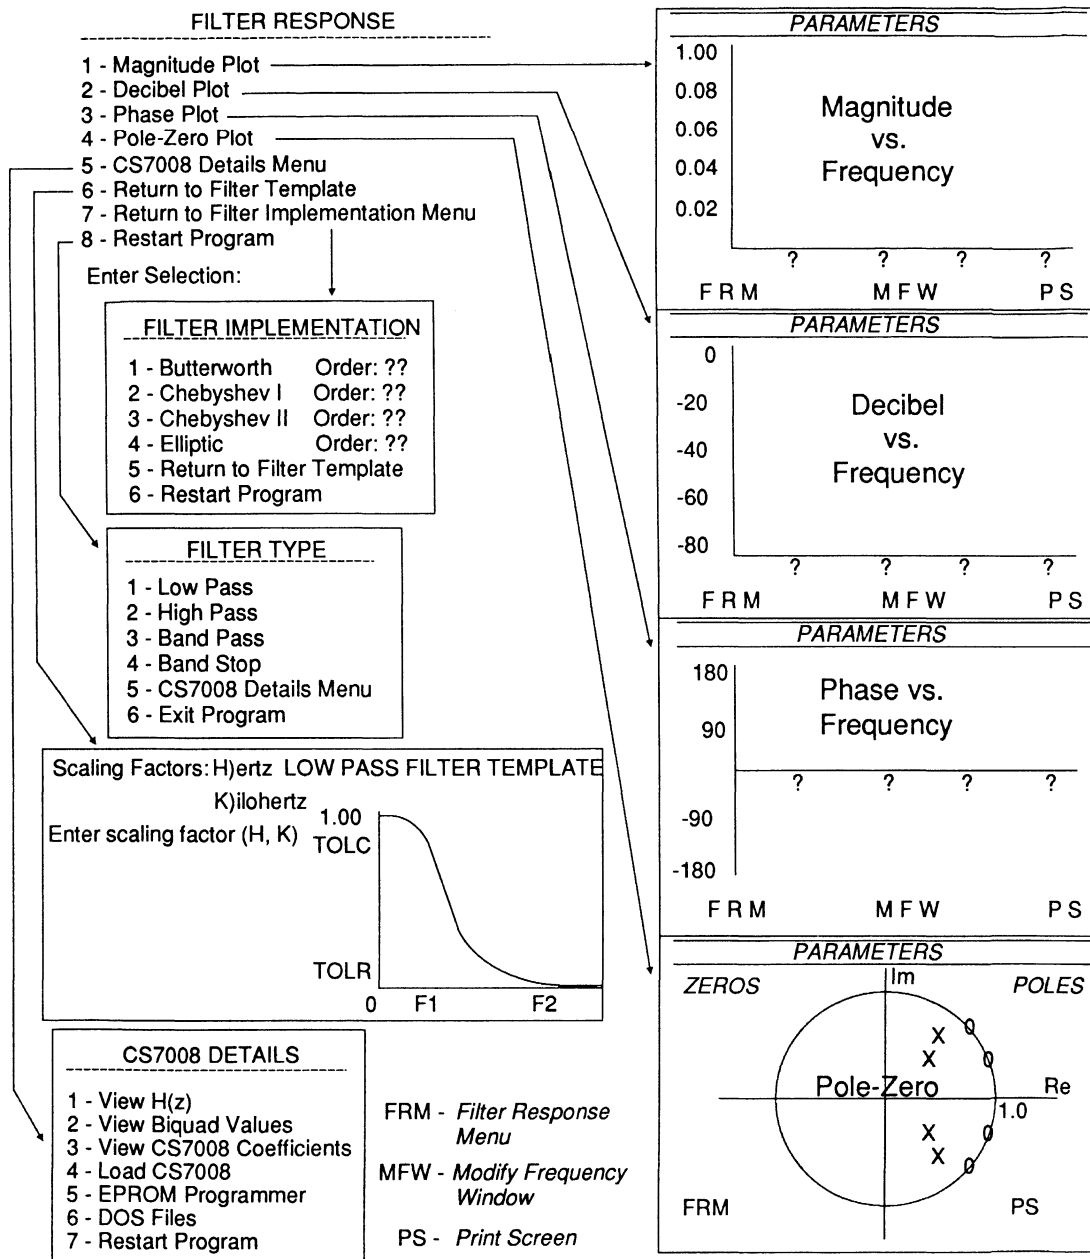 FILTER RESPONSE
1 - Magnitude Plot
2 - Decibel Plot
3 - Phase Plot
4 - Pole-Zero Plot
5 - CS7008 Details Menu
6 - Return to Filter Template
7 - Return to Filter Implementation Menu
8 - Restart Program
Enter Selection:
FILTER IMPLEMENTATION
1 - Butterworth Order: ??
2 - Chebyshev I Order: ??
3 - Chebyshev II Order: ??
4 - Elliptic Order: ??
5 - Return to Filter Template
6 - Restart Program
FILTER TYPE
1 - Low Pass
2 - High Pass
3 - Band Pass
4 - Band Stop
5 - CS7008 Details Menu
6 - Exit Program
Scaling Factors: H)ertz LOW PASS FILTER TEMPLATE
K)ilohertz
Enter scaling factor (H, K)
1.00
TOLC
TOLR
0 F1 F2
CS7008 DETAILS
1 - View H(z)
2 - View Biquad Values
3 - View CS7008 Coefficients
4 - Load CS7008
5 - EPROM Programmer
6 - DOS Files
7 - Restart Program
FRM - Filter Response
Menu
MFW - Modify Frequency
Window
PS - Print Screen
PARAMETERS
1.00
0.08
0.06
0.04
0.02
Magnitude
vs.
Frequency
? ? ? ?
F R M M F W P S
PARAMETERS
0
-20
-40
-60
-80
Decibel
vs.
Frequency
? ? ? ?
F R M M F W P S
PARAMETERS
180
90
-90
-180
Phase vs.
Frequency
? ? ? ?
F R M M F W P S
PARAMETERS
ZEROS Im POLES
X 0
X 0
Pole-Zero Re
1.0
X 0
X 0
FRM PS